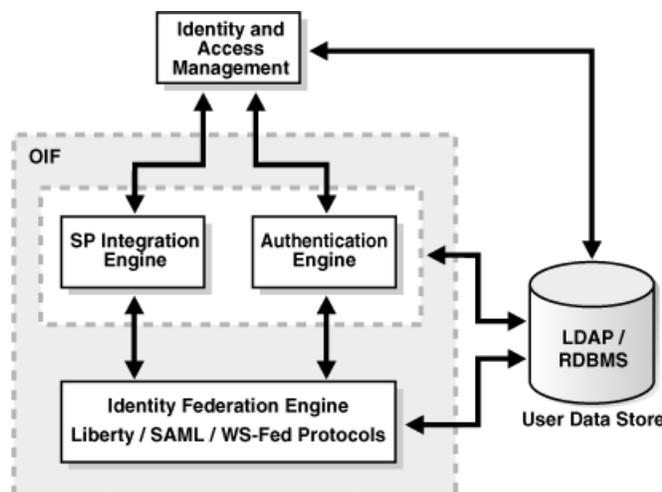 Identity and
Access
Management
OIF
SP Integration
Engine
Authentication
Engine
Identity Federation Engine
Liberty / SAML / WS-Fed Protocols
LDAP /
RDBMS
User Data Store